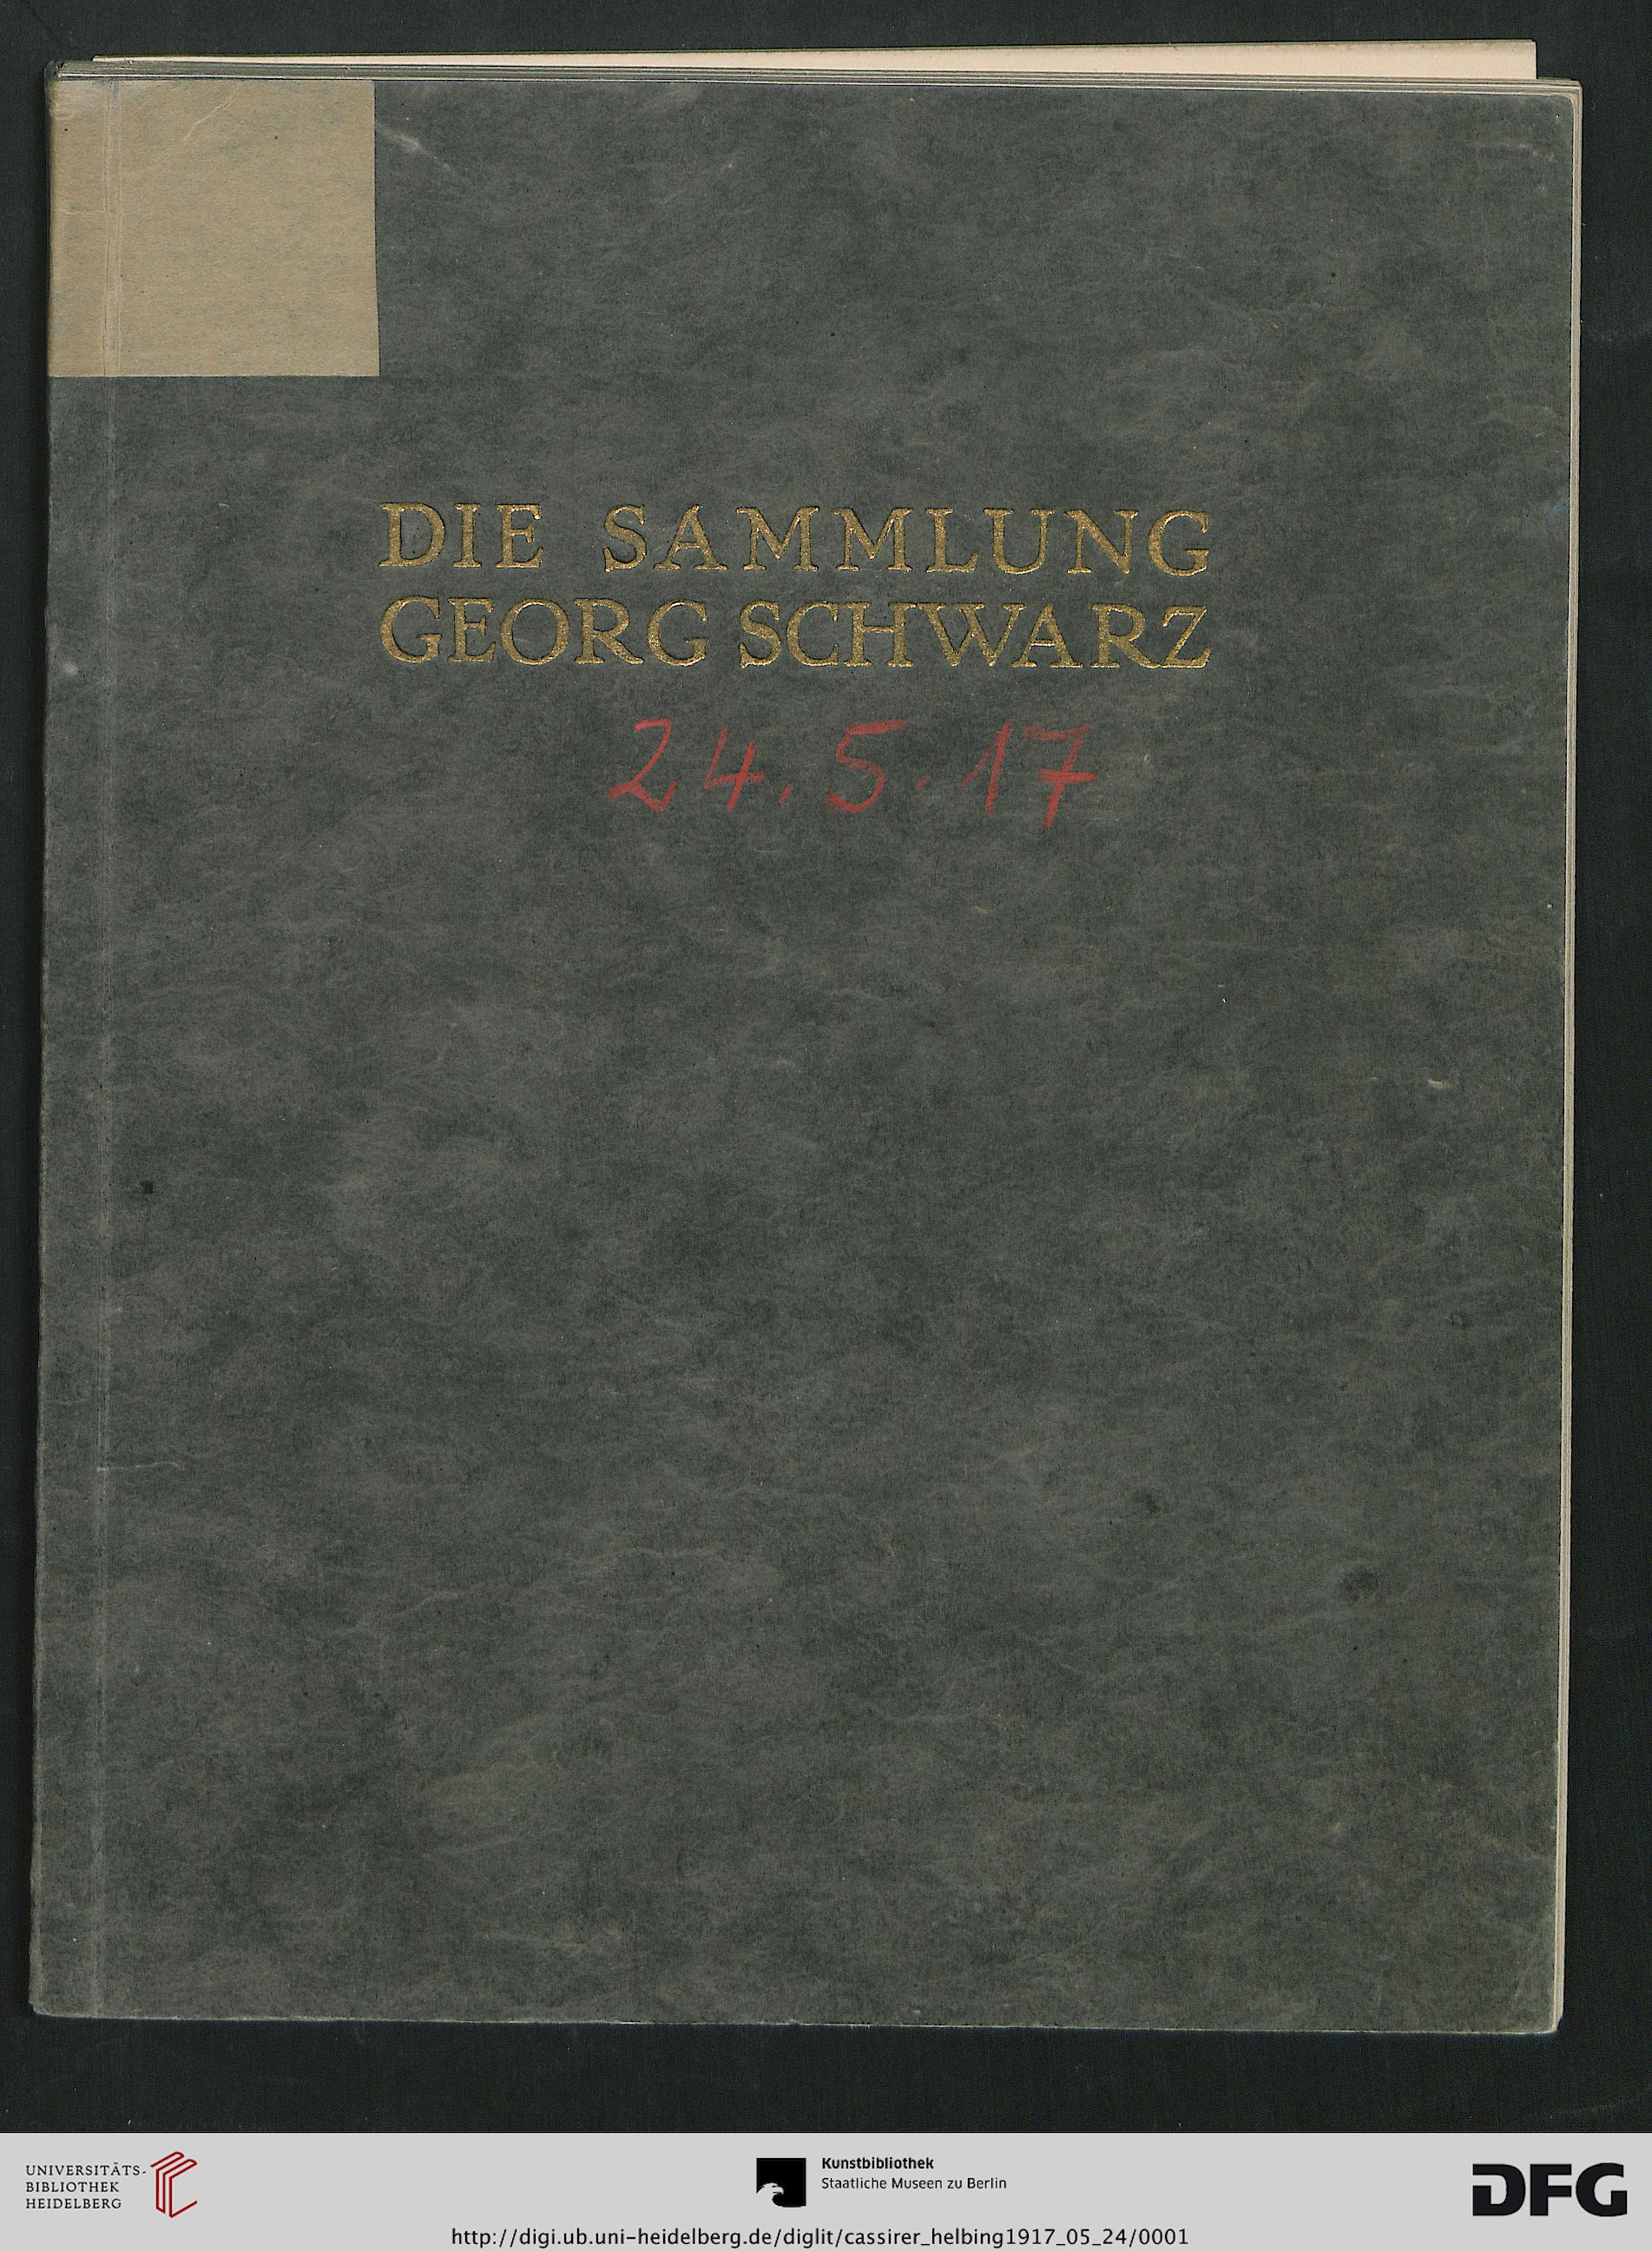 DIE SAMMLUNG
GEORG SCHWARZ
24.5.17
UNIVERSITÄTS-
BIBLIOTHEK
HEIDELBERG
Kunstbibliothek
Staatliche Museen zu Berlin
DFG
http://digi.ub.uni-heidelberg.de/diglit/cassirer_helbing1917_05_24/0001